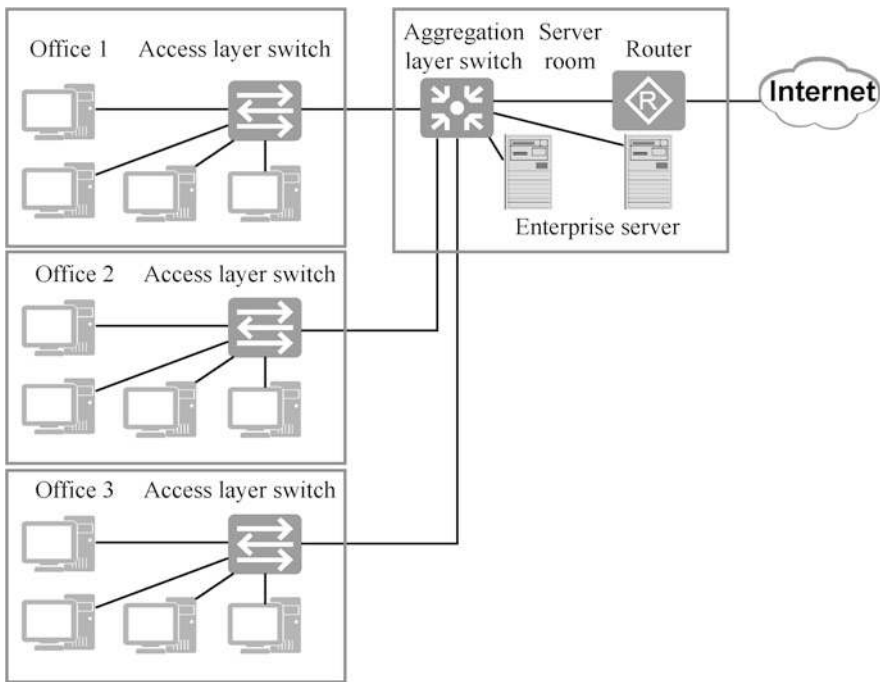 Office 1
Access layer switch
Aggregation
layer switch
Server
room
Router
R
Internet
Enterprise server
Office 2
Access layer switch
Office 3
Access layer switch